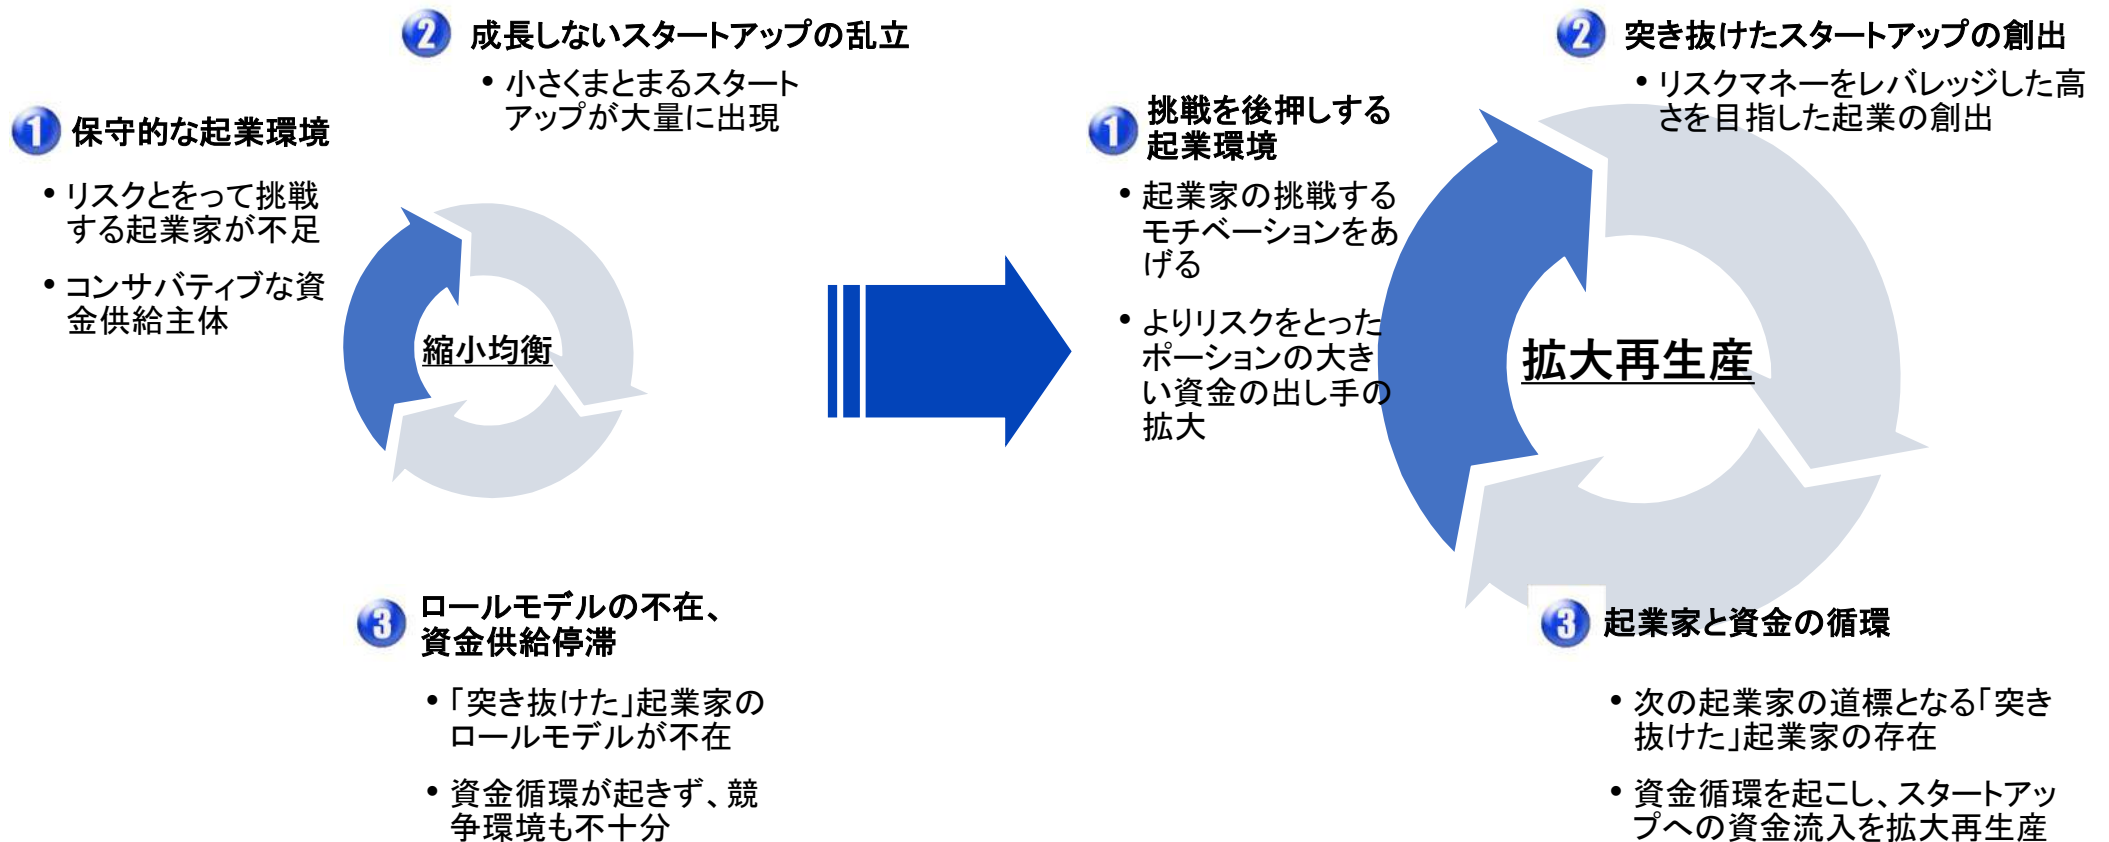 ❶ 保守的な起業環境
• リスクとをって挑戦
する起業家が不足
• コンサバティブな資
金供給主体
❷ 成長しないスタートアップの乱立
• 小さくまとまるスタート
アップが大量に出現
縮小均衡
❸ ロールモデルの不在、
資金供給停滞
• 「突き抜けた」起業家の
ロールモデルが不在
• 資金循環が起きず、競
争環境も不十分
❶ 挑戦を後押しする
起業環境
• 起業家の挑戦する
モチベーションをあ
げる
• よりリスクをとった
ポーションの大き
い資金の出し手の
拡大
❷ 突き抜けたスタートアップの創出
• リスクマネーをレバレッジした高
さを目指した起業の創出
拡大再生産
❸ 起業家と資金の循環
• 次の起業家の道標となる「突き
抜けた」起業家の存在
• 資金循環を起こし、スタートアッ
プへの資金流入を拡大再生産